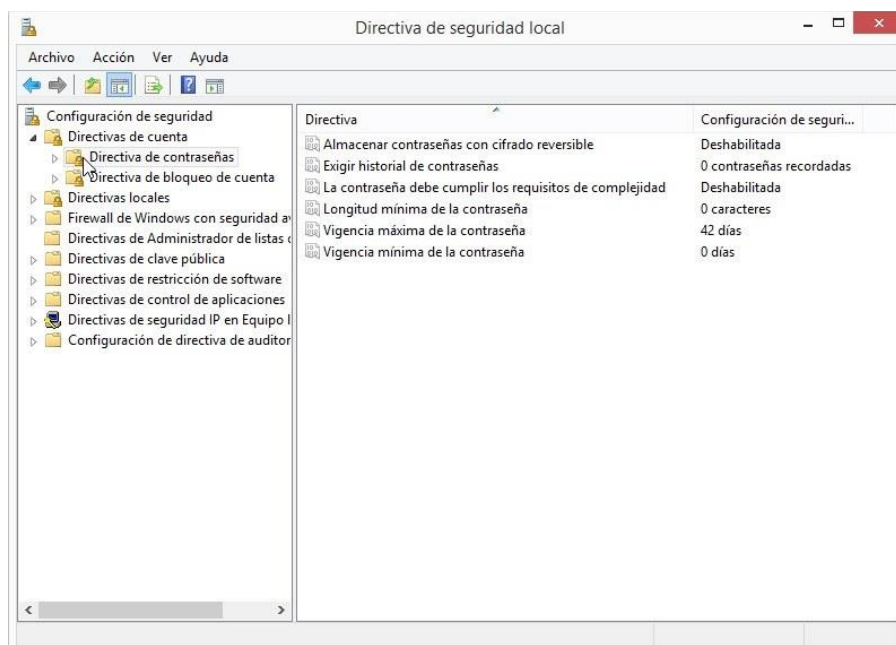 Directiva de seguridad local
Archivo Acción Ver Ayuda
Configuración de seguridad
Directivas de cuenta
Directiva de contraseñas
Directiva de bloqueo de cuenta
Directivas locales
Firewall de Windows con seguridad av
Directivas de Administrador de listas
Directivas de clave pública
Directivas de restricción de software
Directivas de control de aplicaciones
Directivas de seguridad IP en Equipo l
Configuración de directiva de auditor
Directiva Configuración de seguri...
Almacenar contraseñas con cifrado reversible Deshabilitada
Exigir historial de contraseñas 0 contraseñas recordadas
La contraseña debe cumplir los requisitos de complejidad Deshabilitada
Longitud mínima de la contraseña 0 caracteres
Vigencia máxima de la contraseña 42 días
Vigencia mínima de la contraseña 0 días